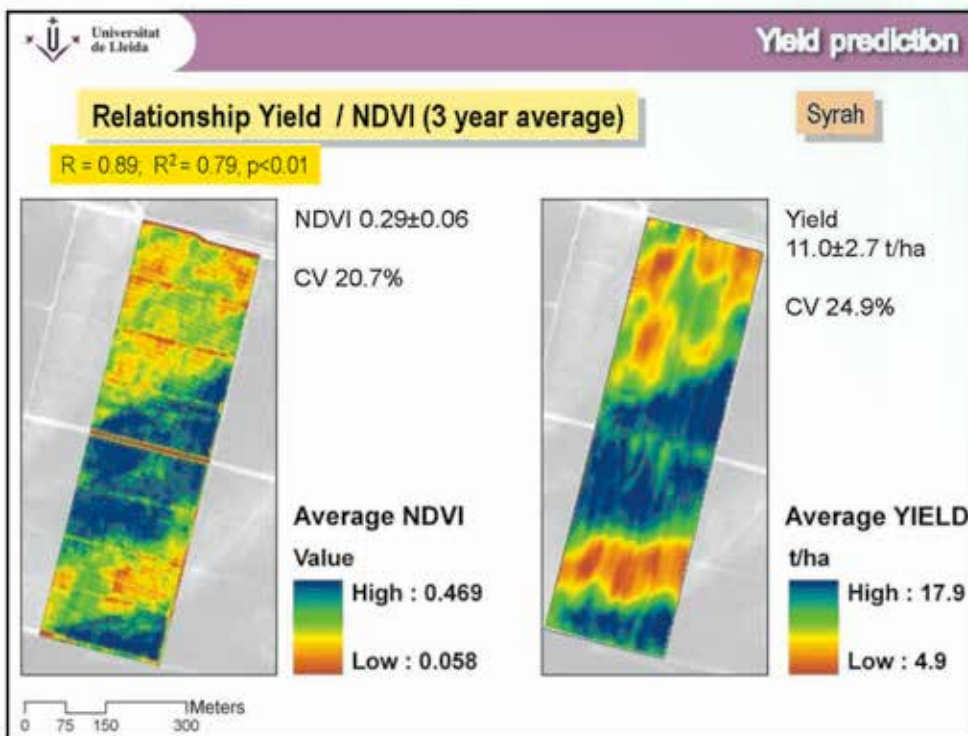 Universitat
de Lleida
Yield prediction
Relationship Yield / NDVI (3 year average)
Syrah
R = 0.89; R² = 0.79, p<0.01
NDVI 0.29±0.06
CV 20.7%
Average NDVI
Value
High : 0.469
Low : 0.058
Yield
11.0±2.7 t/ha
CV 24.9%
Average YIELD
t/ha
High : 17.9
Low : 4.9
Meters
0 75 150 300